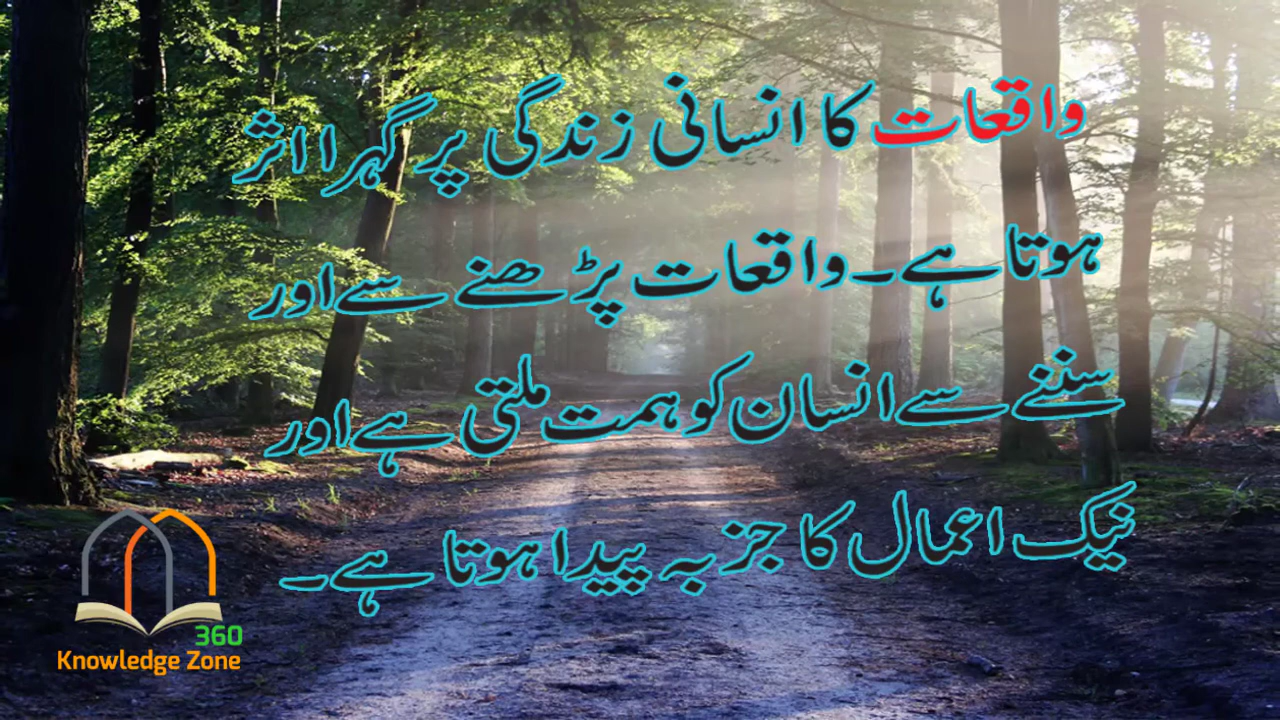 واقعات کا انسانی زندگی پر گہرا اثر
ہوتا ہے۔ واقعات پڑھنے سے اور
سننے سے انسان کو ہمت ملتی ہے اور
نیک اعمال کا جزبہ پیدا ہوتا ہے۔
360
Knowledge Zone